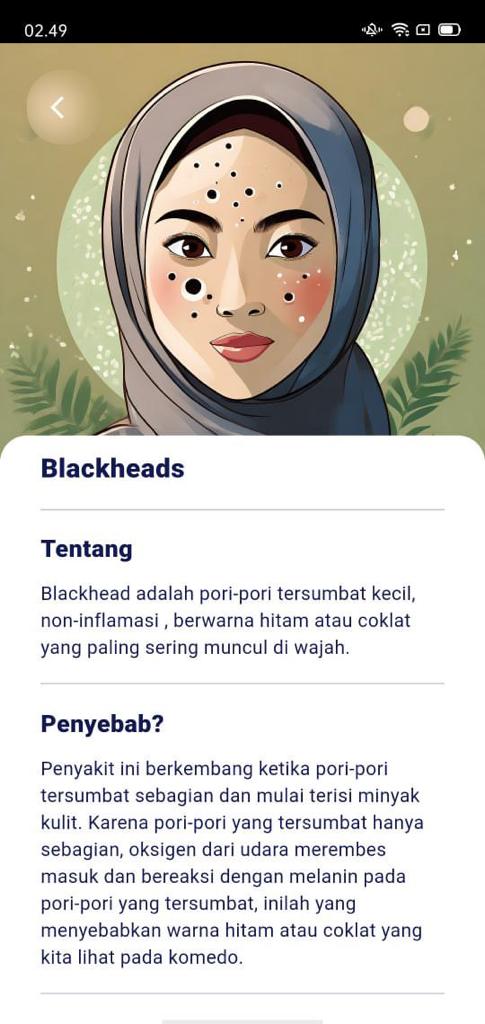 02.49
Blackheads
Tentang
Blackhead adalah pori-pori tersumbat kecil,
non-inflamasi , berwarna hitam atau coklat
yang paling sering muncul di wajah.
Penyebab?
Penyakit ini berkembang ketika pori-pori
tersumbat sebagian dan mulai terisi minyak
kulit. Karena pori-pori yang tersumbat hanya
sebagian, oksigen dari udara merembes
masuk dan bereaksi dengan melanin pada
pori-pori yang tersumbat, inilah yang
menyebabkan warna hitam atau coklat yang
kita lihat pada komedo.